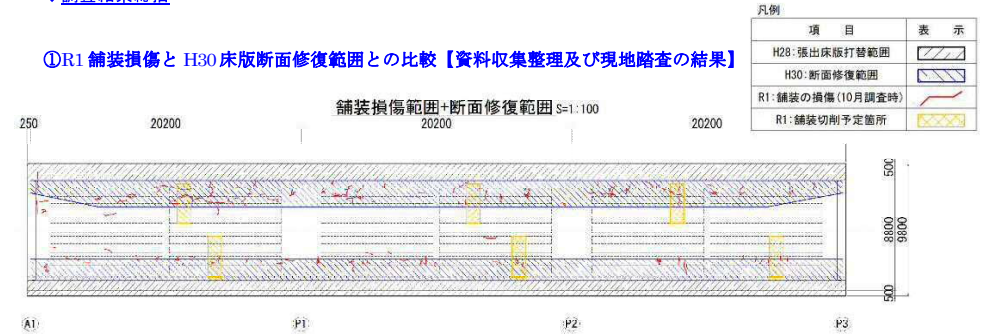 凡例
項 目 表 示
H28:張出床版打替範囲
H30:断面修復範囲
R1:舗装の損傷(10月調査時)
R1:舗装切削予定箇所
①R1 舗装損傷と H30 床版断面修復範囲との比較【資料収集整理及び現地踏査の結果】
舗装損傷範囲+断面修復範囲 S=1:100
250 20200 20200 20200
500
8800
9800
500
A1 P1 P2 P3